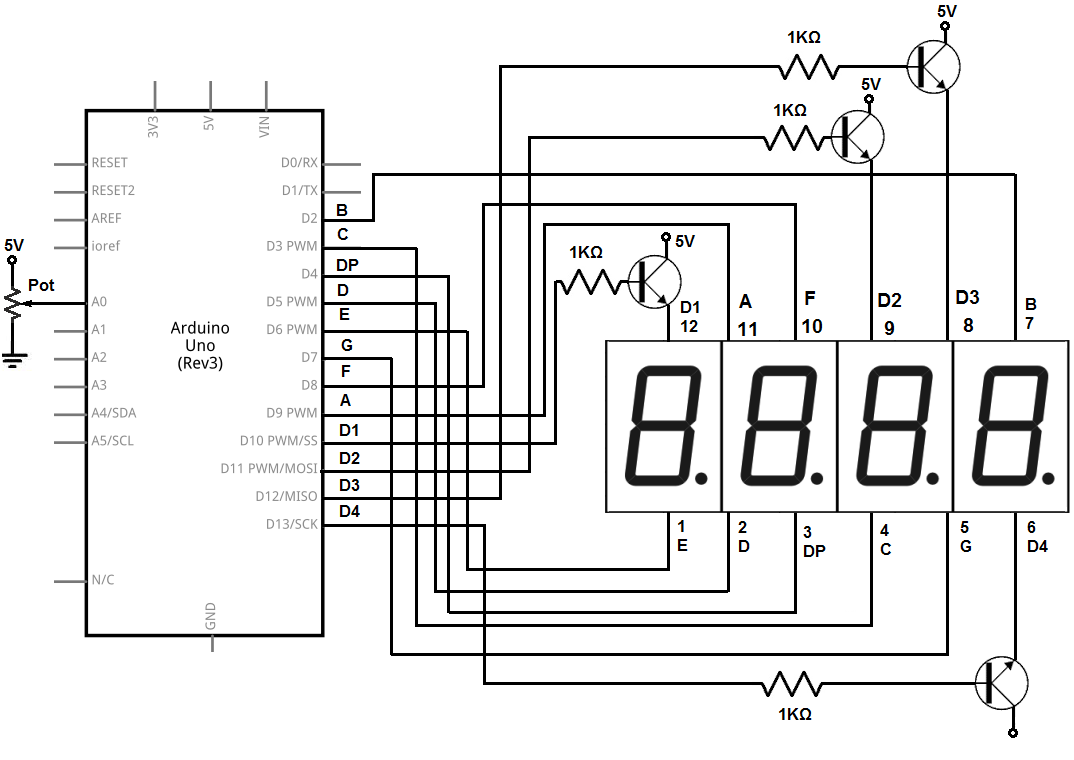 5V
1KΩ
5V
1KΩ
3V3
5V
VIN
RESET
D0/RX
RESET2
D1/TX
AREF
D2
B
ioref
D3 PWM
C
5V
Pot
D4
DP
A0
D5 PWM
D
A1
D6 PWM
E
Arduino
Uno
(Rev3)
A2
D7
G
A3
D8
F
A4/SDA
D9 PWM
A
A5/SCL
D10 PWM/SS
D1
D11 PWM/MOSI
D2
D12/MISO
D3
D13/SCK
D4
N/C
GND
5V
1KΩ
D1
12
A
11
F
10
D2
9
D3
8
B
7
1
E
2
D
3
DP
4
C
5
G
6
D4
1KΩ